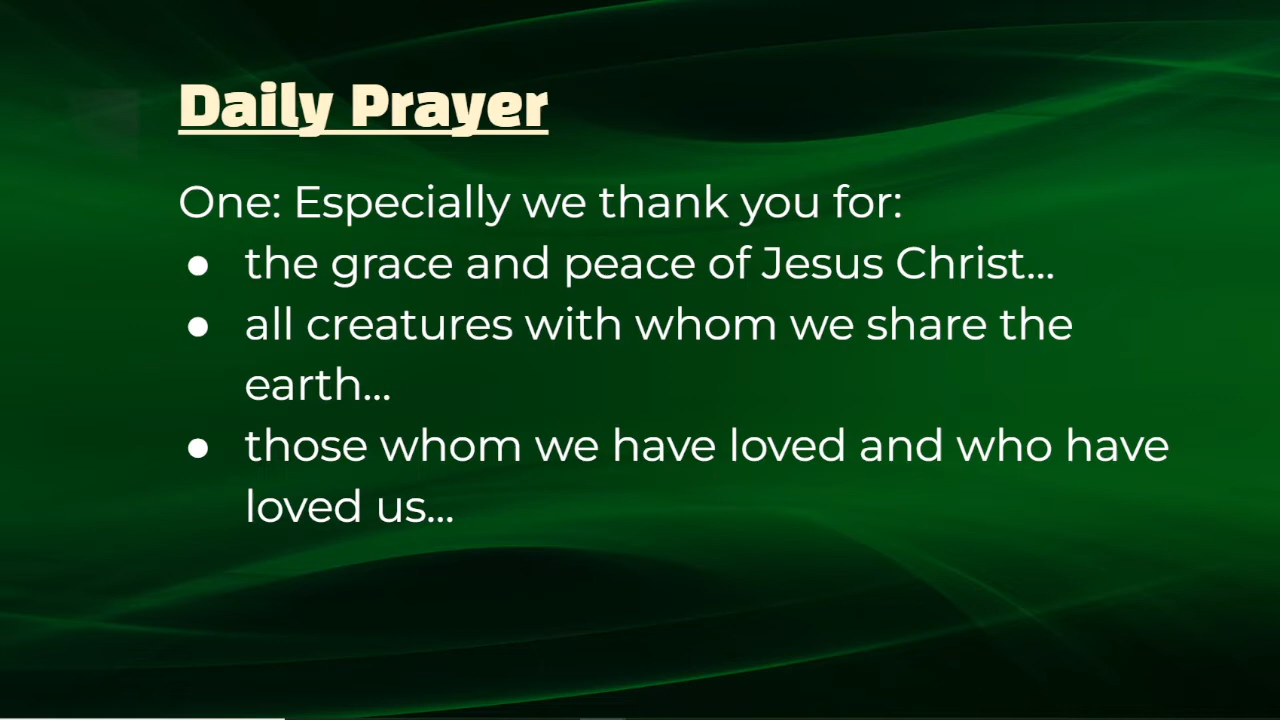 Daily Prayer
One: Especially we thank you for:
● the grace and peace of Jesus Christ...
● all creatures with whom we share the
earth...
● those whom we have loved and who have
loved us...